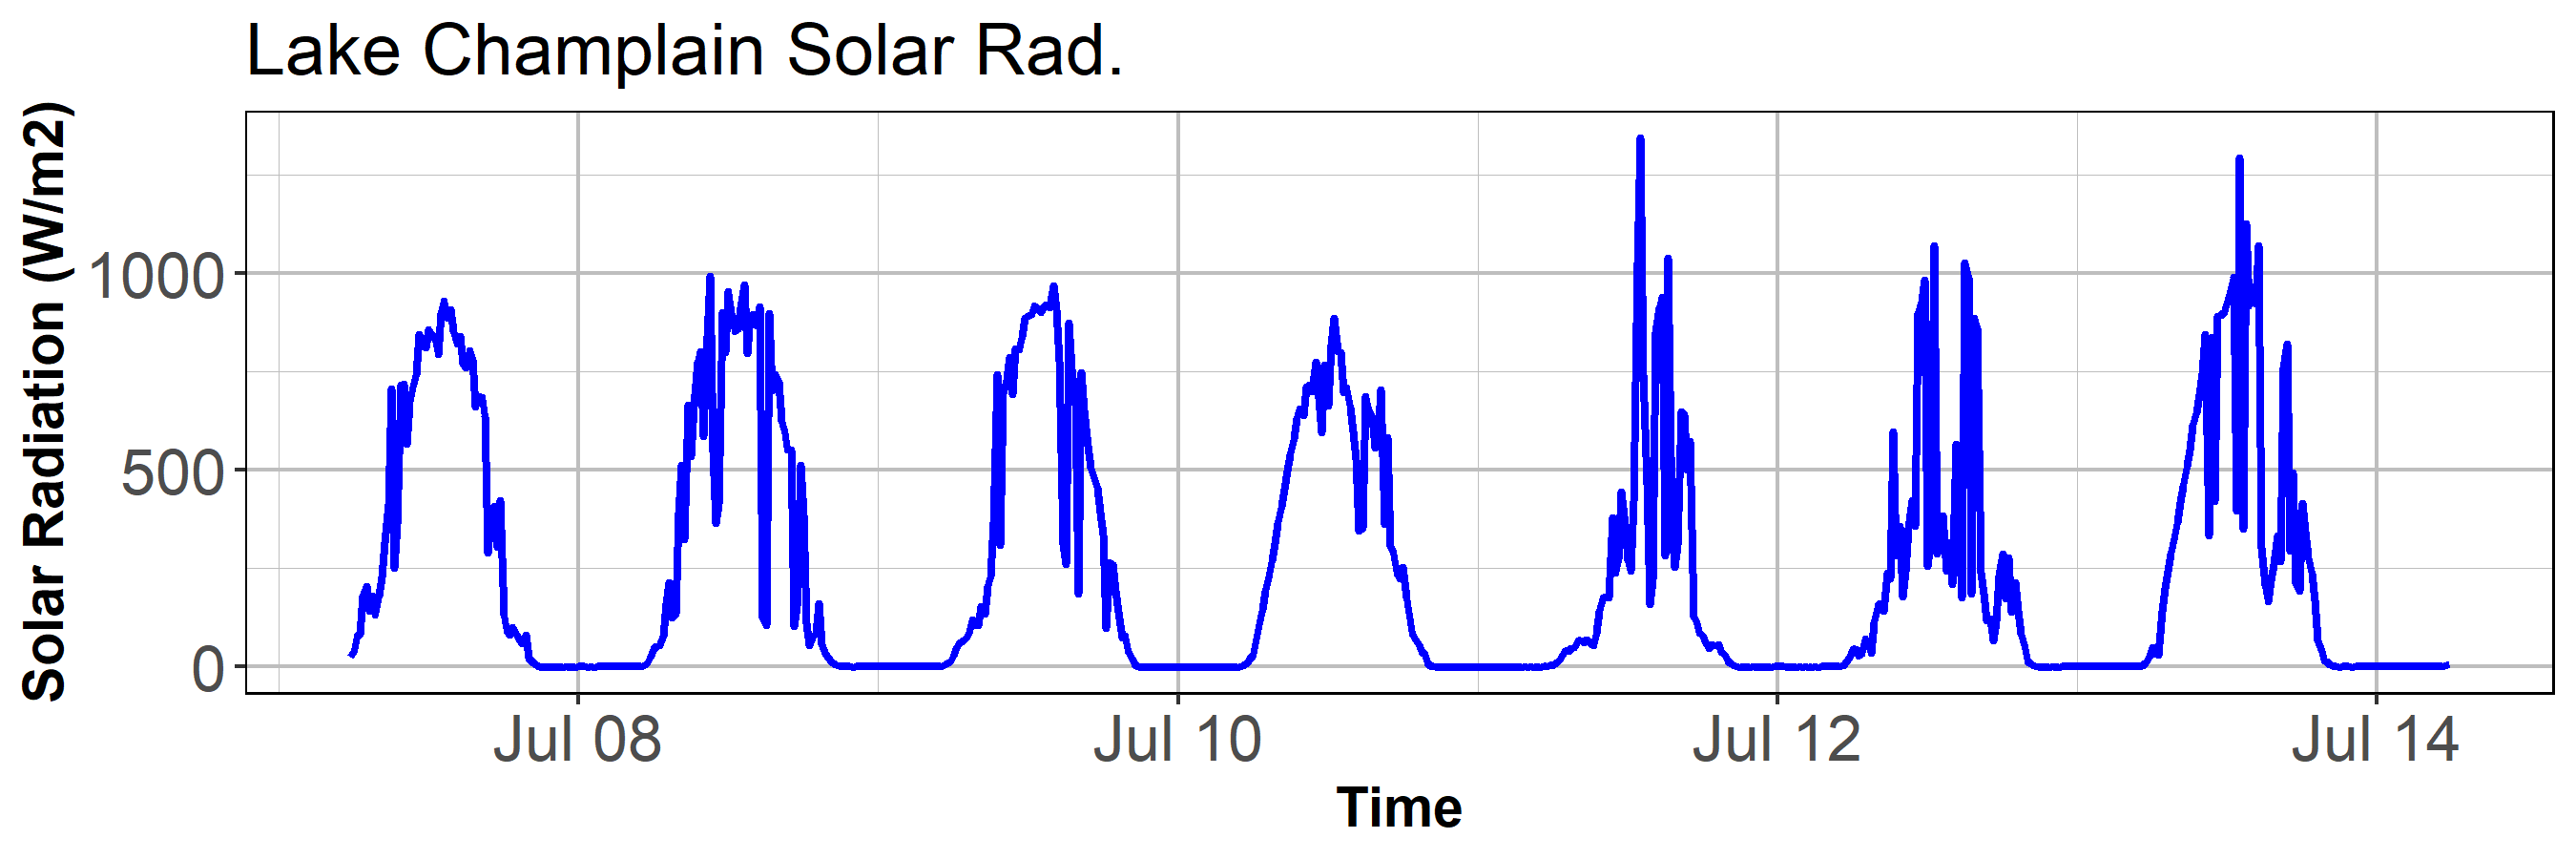 Lake Champlain Solar Rad.
Solar Radiation (W/m2)
1000
500
0
Jul 08
Jul 10
Jul 12
Jul 14
Time